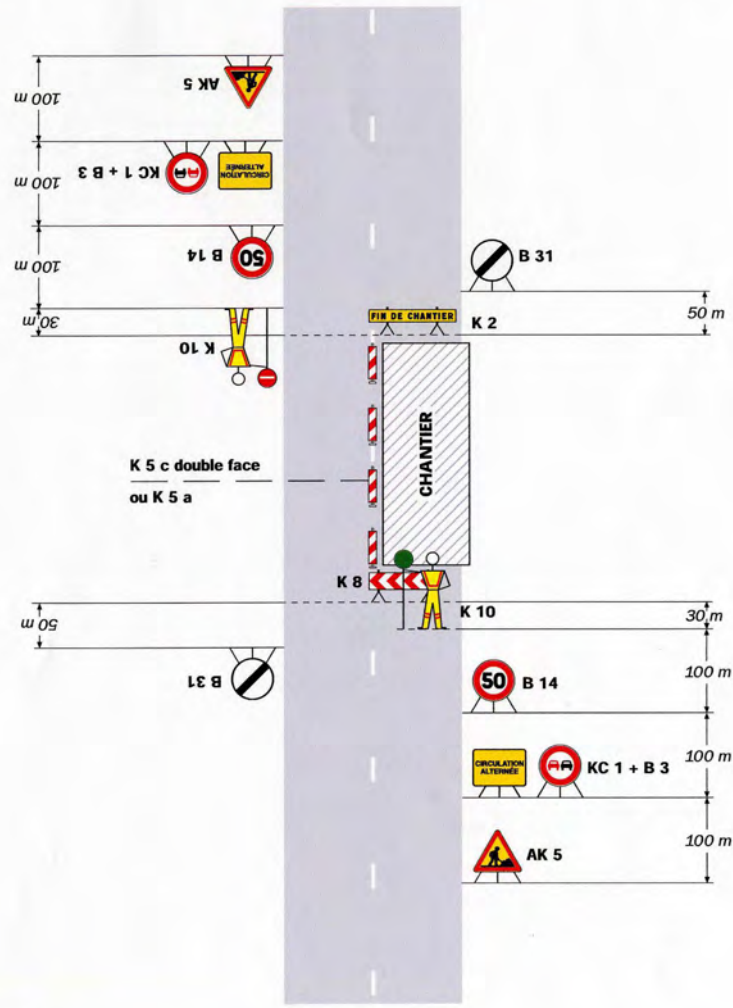 AK 5
100 m
KC 1 + B 3
CIRCULATION
ALTERNÉE
100 m
B 14
50
100 m
B 31
50 m
30 m
K 10
FIN DE CHANTIER
K 2
CHANTIER
K 5 c double face
ou K 5 a
K 8
K 10
30 m
50 m
B 31
50
B 14
100 m
CIRCULATION
ALTERNÉE
KC 1 + B 3
100 m
AK 5
100 m